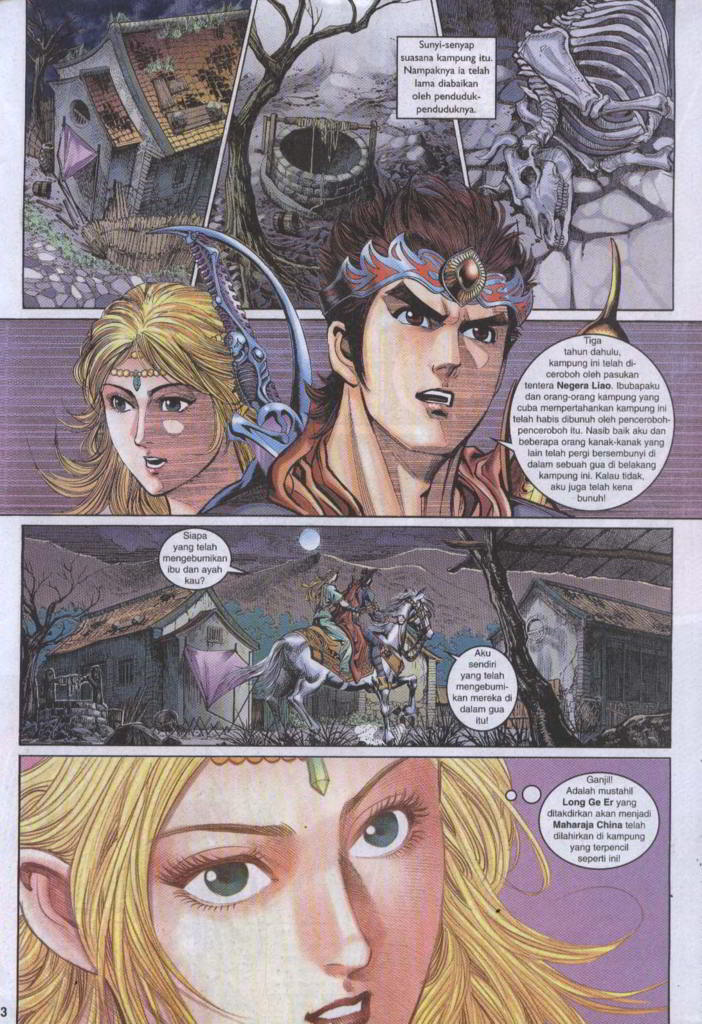 Sunyi-senyap
suasana kampung itu.
Nampaknya ia telah
lama diabaikan
oleh penduduk-
penduduknya.
Tiga
tahun dahulu,
kampung ini telah di-
ceroboh oleh pasukan
tentera Negera Liao. Ibubapaku
dan orang-orang kampung yang
cuba mempertahankan kampung ini
telah habis dibunuh oleh penceroboh-
penceroboh itu. Nasib baik aku dan
beberapa orang kanak-kanak yang
lain telah pergi bersembunyi di
dalam sebuah gua di belakang
kampung ini. Kalau tidak,
aku juga telah kena
bunuh!
Siapa
yang telah
mengebumikan
ibu dan ayah
kau?
Aku
sendiri
yang telah
mengebumi-
kan mereka di
dalam gua
itu!
Ganjil!
Adalah mustahil
Long Ge Er yang
ditakdirkan akan menjadi
Maharaja China telah
dilahirkan di kampung
yang terpencil
seperti ini!
3